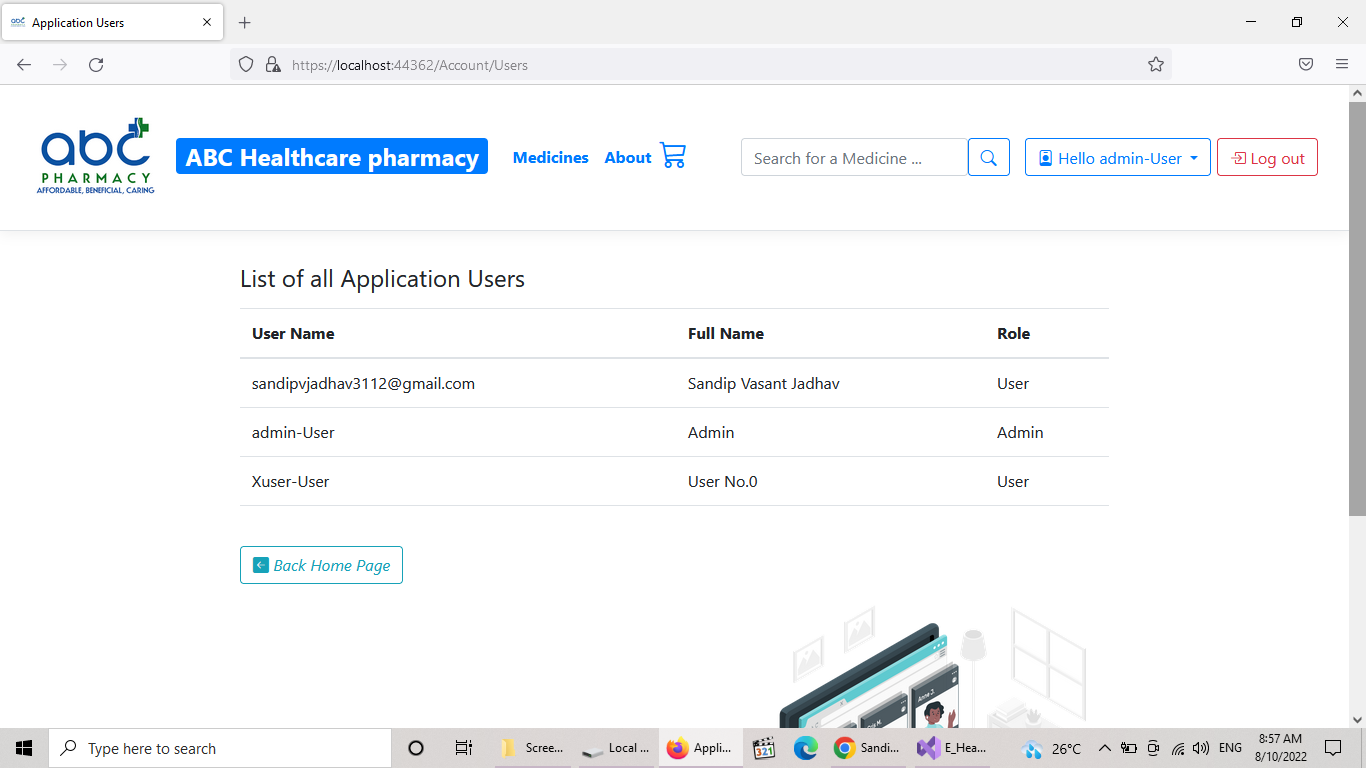 Application Users
https://localhost:44362/Account/Users
abc
PHARMACY
AFFORDABLE, BENEFICIAL, CARING
ABC Healthcare pharmacy
Medicines
About
Search for a Medicine ...
Hello admin-User
Log out
List of all Application Users
User Name Full Name Role
sandipvjadhav3112@gmail.com Sandip Vasant Jadhav User
admin-User Admin Admin
Xuser-User User No.0 User
Back Home Page
Anne J.
Type here to search
Scree...
Local ...
Appli...
321
Sandi...
E_Hea...
26°C
ENG
8:57 AM
8/10/2022